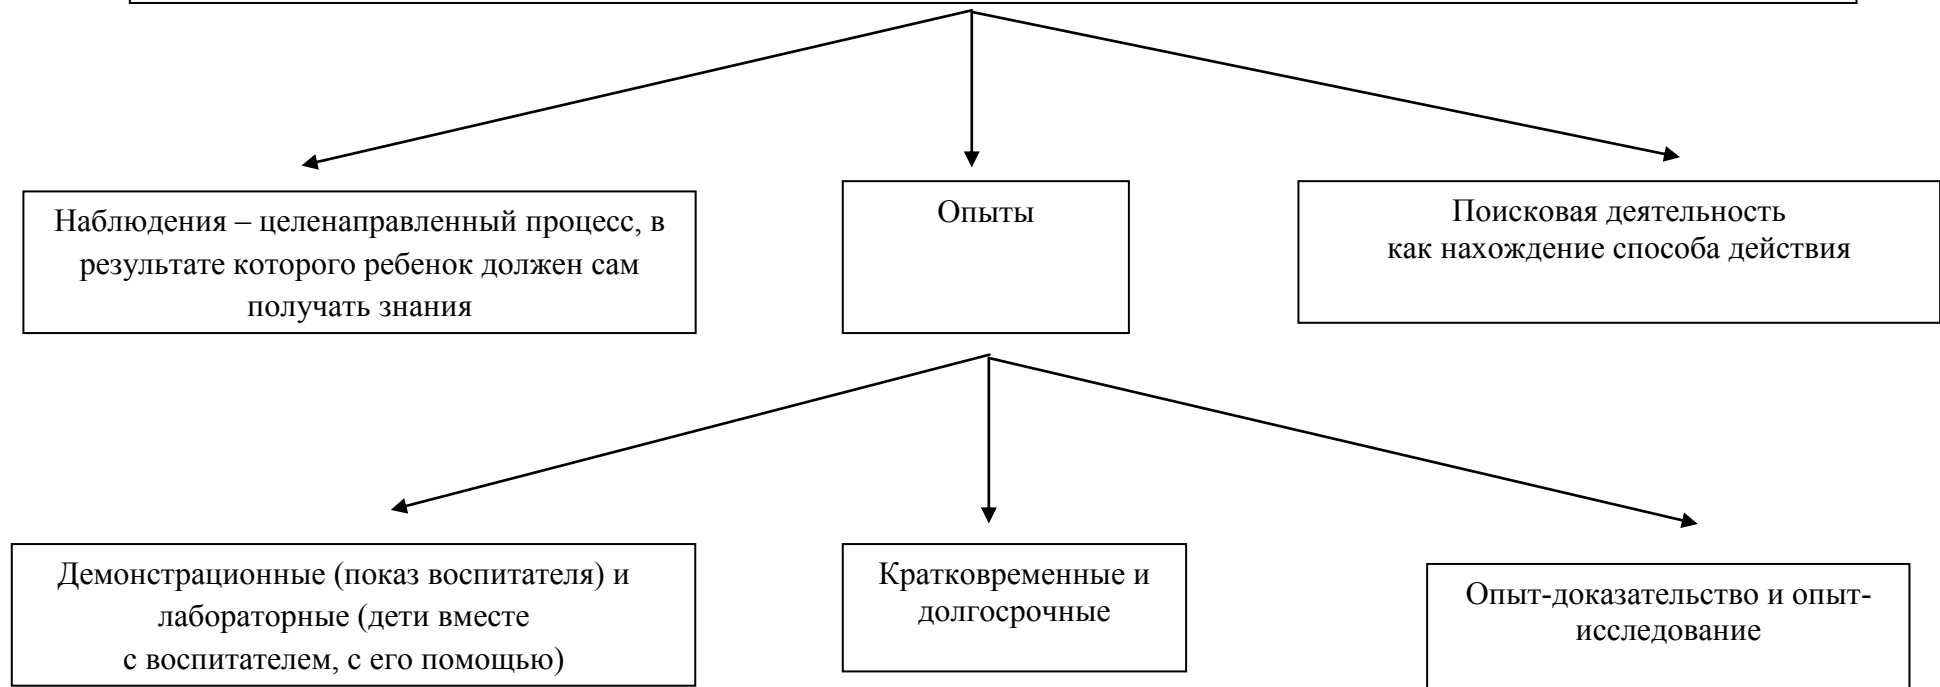 Наблюдения – целенаправленный процесс, в
результате которого ребенок должен сам
получать знания
Опыты
Поисковая деятельность
как нахождение способа действия
Демонстрационные (показ воспитателя) и
лабораторные (дети вместе
с воспитателем, с его помощью)
Кратковременные и
долгосрочные
Опыт-доказательство и опыт-
исследование